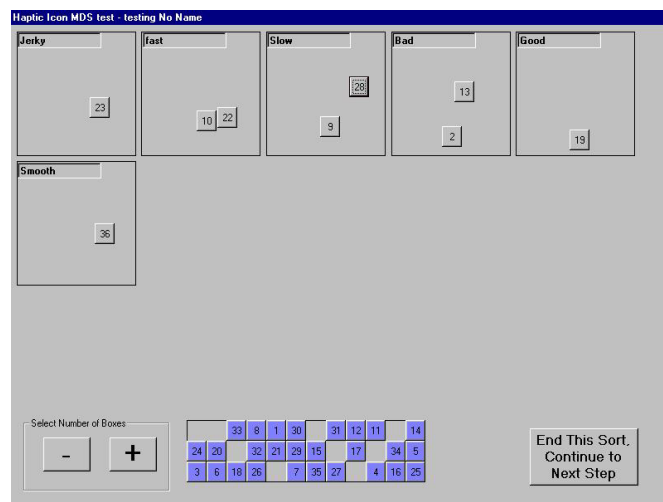 Haptic Icon MDS test - testing No Name
Jerky fast Slow Bad Good
28
13
23
10 22
9
2
19
Smooth
36
Select Number of Boxes
- +
33 8 1 30 31 12 11 14
24 20 32 21 29 15 17 34 5
3 6 18 26 7 35 27 4 16 25
End This Sort,
Continue to
Next Step